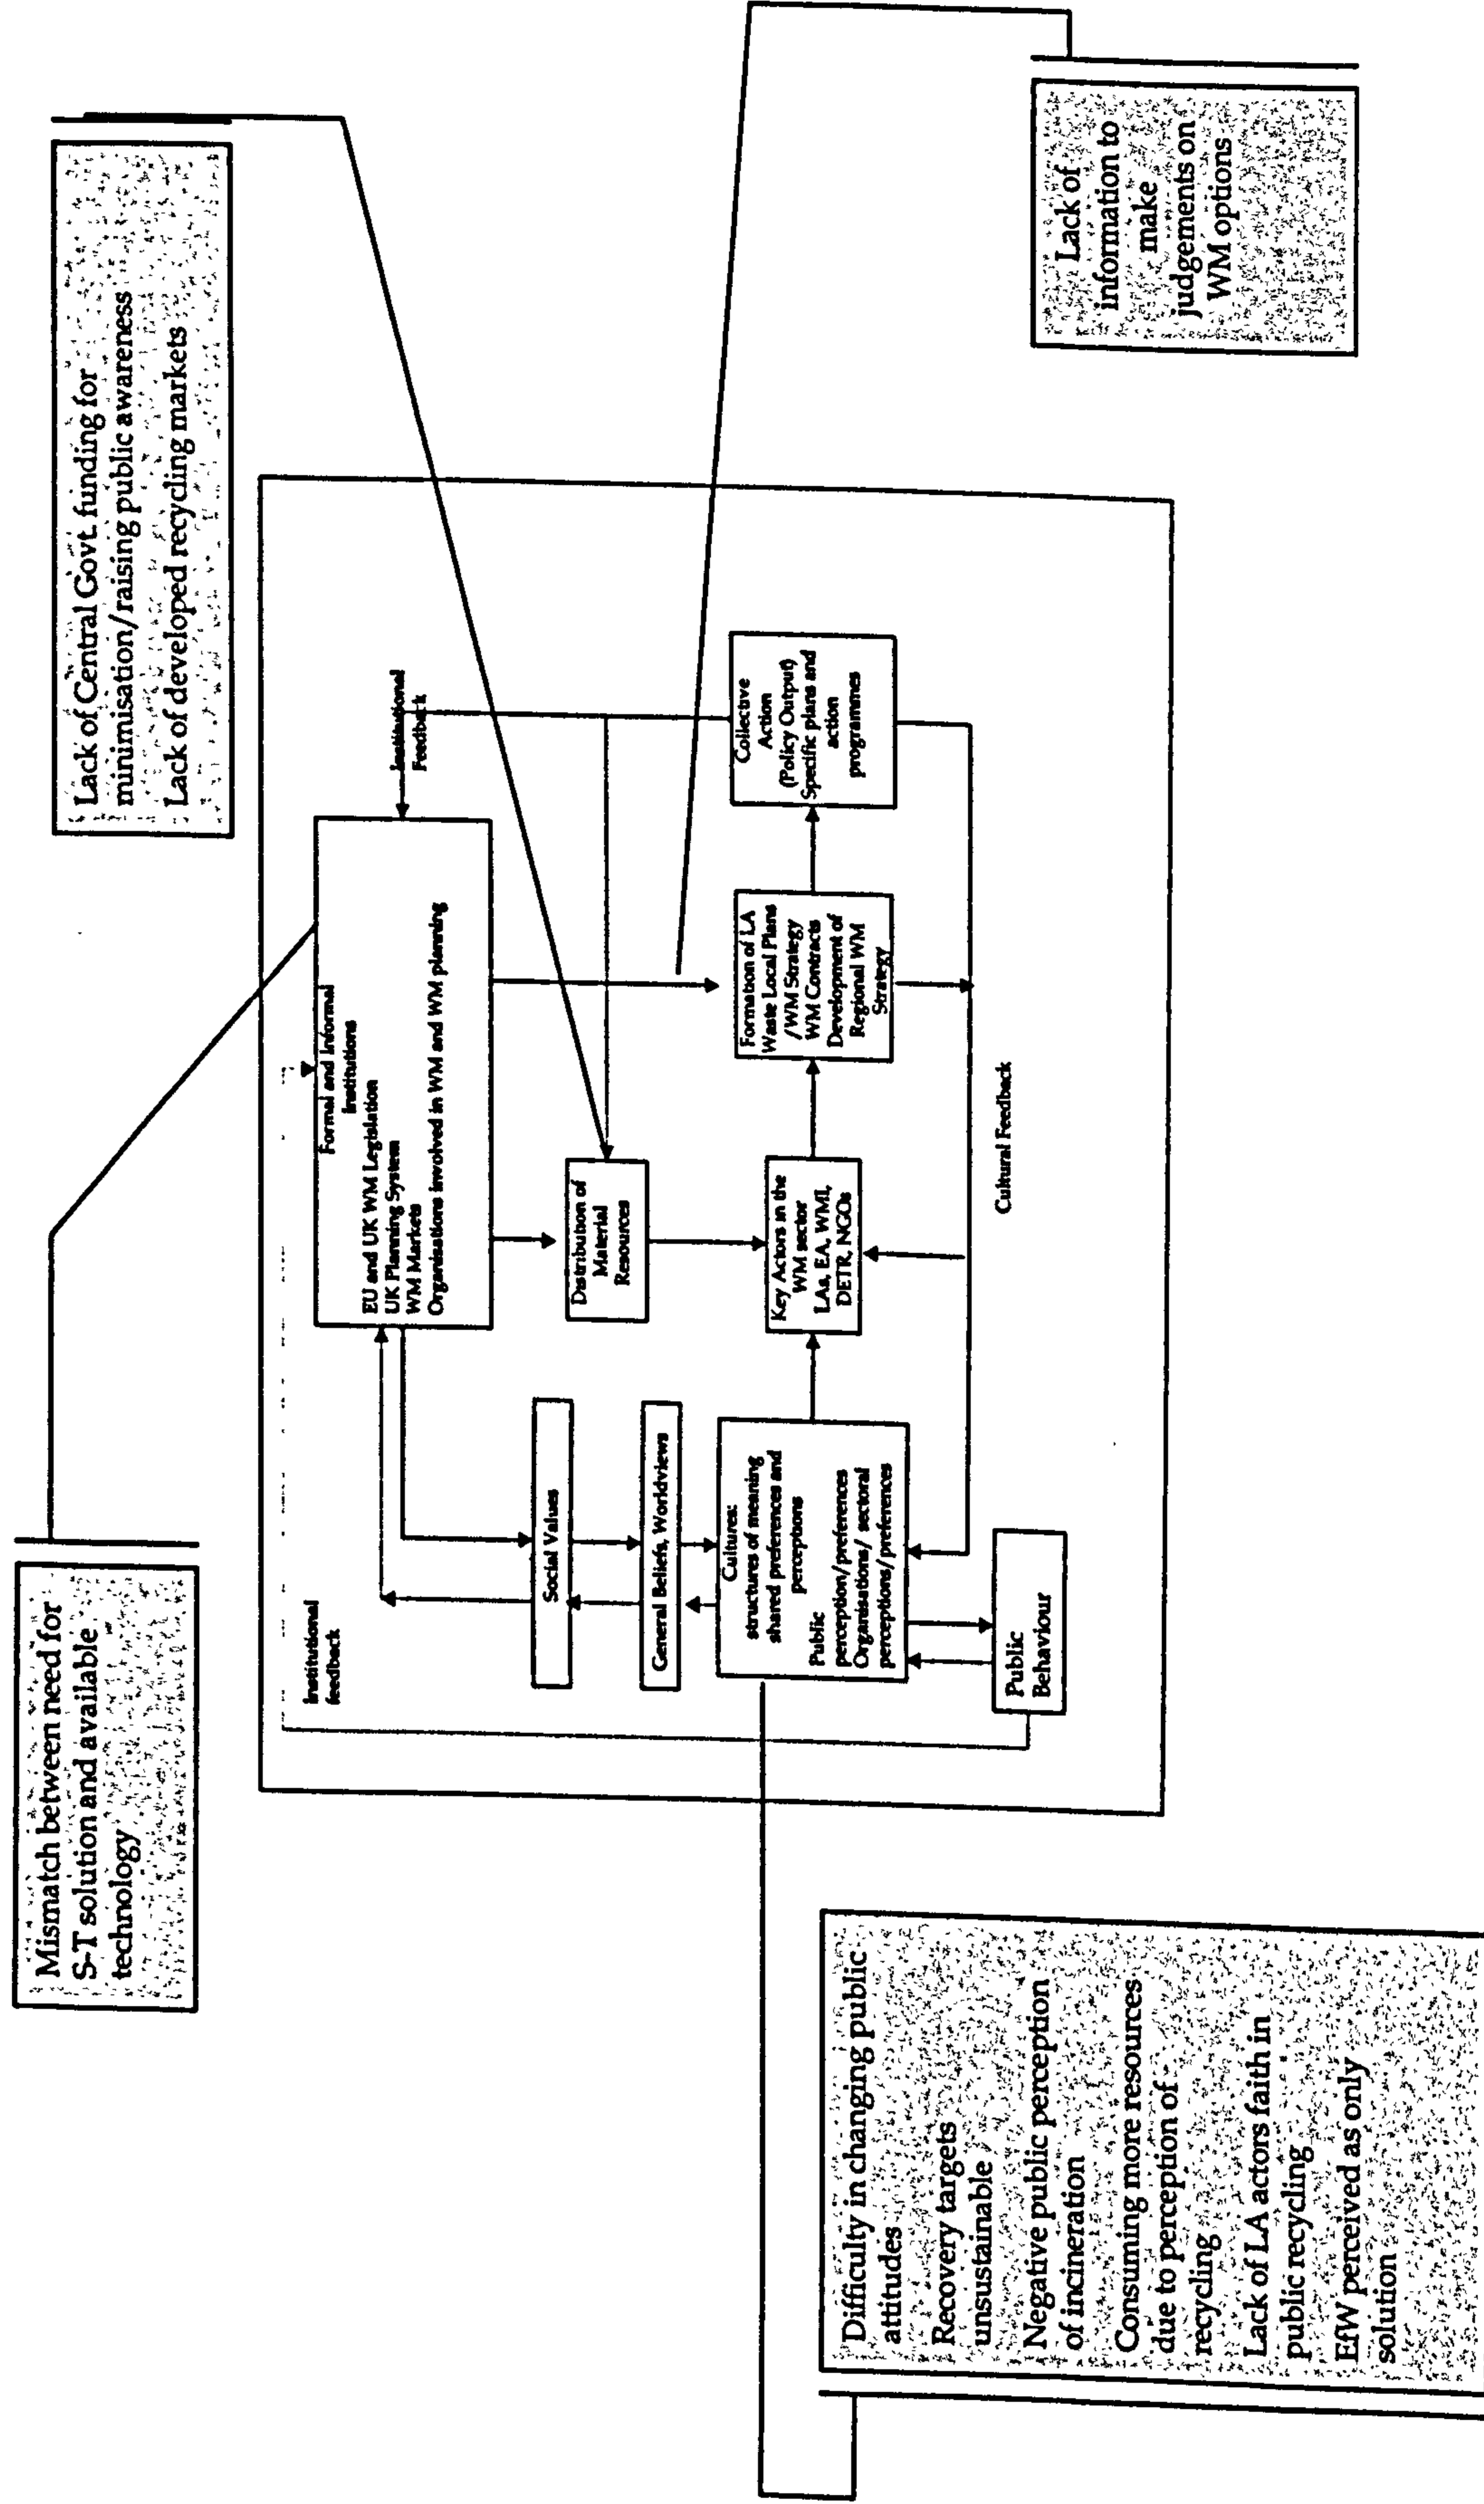 Mismatch between need for
S-T solution and available
technology
Lack of Central Govt. funding for
minimisation/raising public awareness
Lack of developed recycling markets
Institutional
feedback
Formal and Informal
Institutions
EU and UK WM Legislation
UK Planning System
WM Markets
Organisations involved in WM and WM planning
Institutional
Feedback
Social Values
Distribution of
Material
Resources
General Beliefs, Worldviews
Cultures:
structures of meaning
shared preferences and
perceptions
Public
perception/preferences
Organisations/ sectoral
perceptions/preferences
Key Actors in the
WM sector
LAs, EA, WMI,
DETR, NGOs
Formation of LA
Waste Local Plans
/WM Strategy
WM Contracts
Development of
Regional WM
Strategy
Collective
Action
(Policy Output)
Specific plans and
action
programmes
Public
Behaviour
Cultural Feedback
Difficulty in changing public
attitudes
Recovery targets
unsustainable
Negative public perception
of incineration
Consuming more resources
due to perception of
recycling
Lack of LA actors faith in
public recycling
EfW perceived as only
solution
Lack of
information to
make
judgements on
WM options